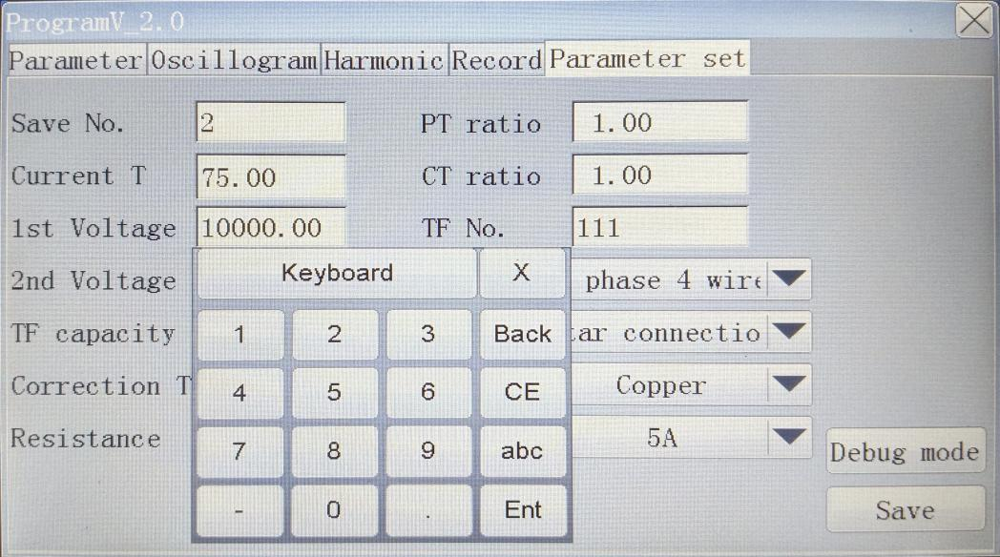 ProgramV_2.0
Parameter Oscillogram Harmonic Record Parameter set
Save No. 2 PT ratio 1.00
Current T 75.00 CT ratio 1.00
1st Voltage 10000.00 TF No. 111
Keyboard X
2nd Voltage phase 4 wire
TF capacity 1 2 3 Back tar connectio
Correction T 4 5 6 CE Copper
Resistance 7 8 9 abc 5A
Debug mode
- 0 . Ent Save